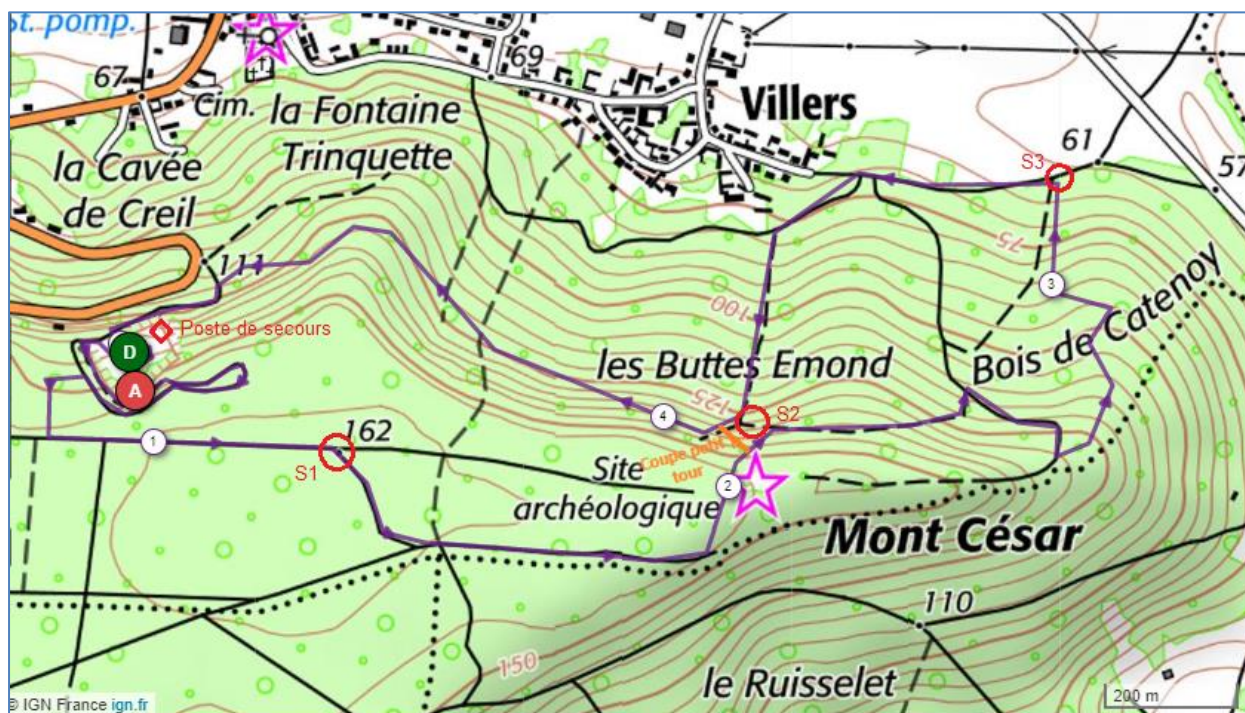 St. pomp.
67
Cim.
la Fontaine
Trinquette
69
Villers
la Cavée
de Creil
61
S3
57
111
75
Poste de secours
D
A
100
3
les Buttes Emond
Bois de Catenoy
125
4
S2
1
162
S1
Coupe
tour
Site
archéologique
2
Mont César
110
150
le Ruisselet
200 m
© IGN France ign.fr